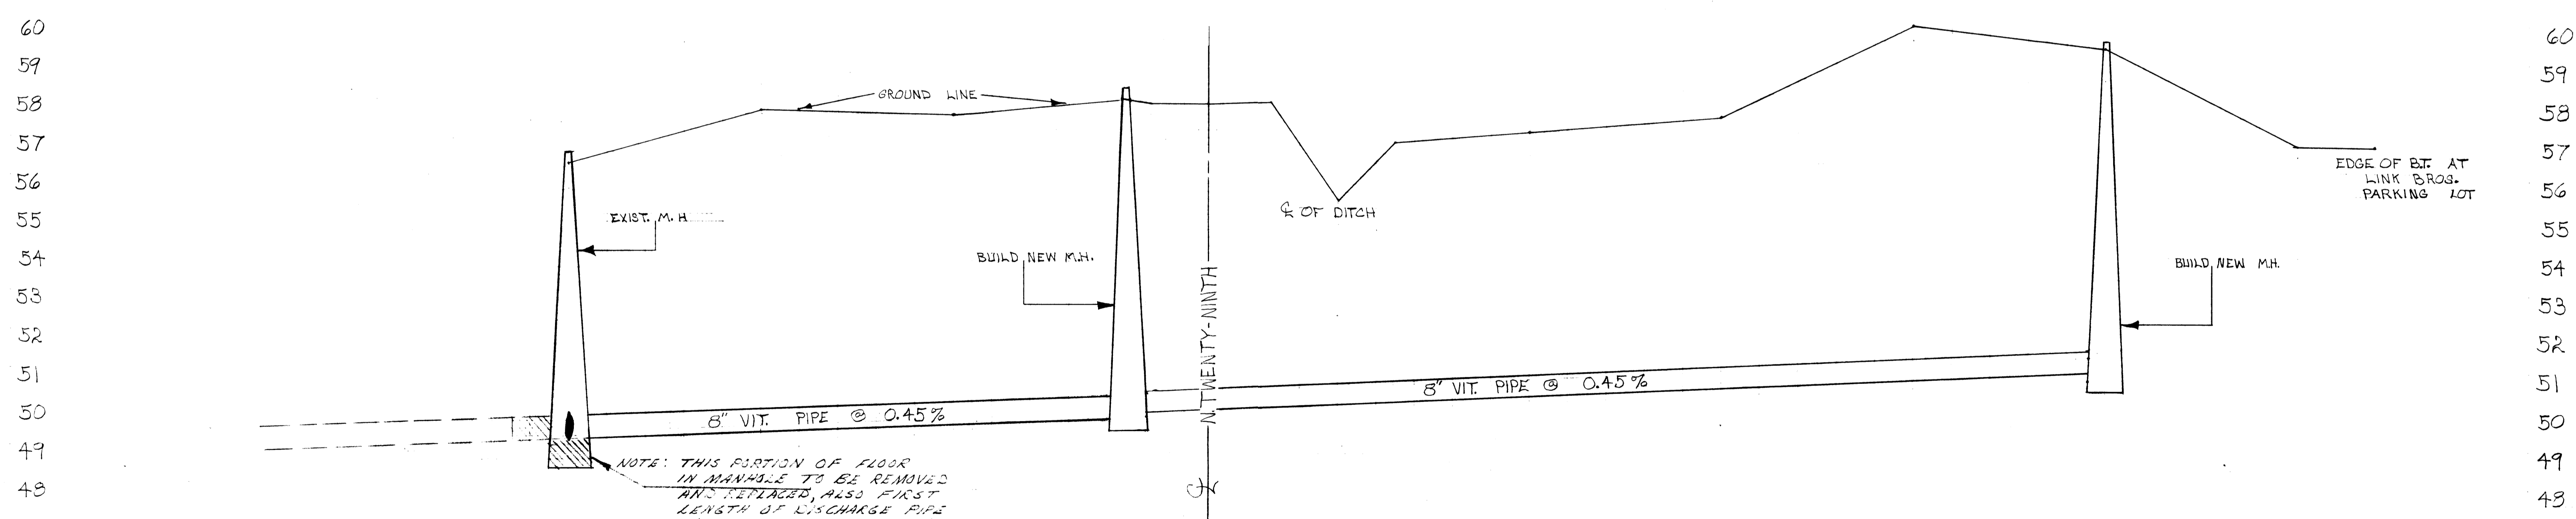 60
59
58
57
56
55
54
53
52
51
50
49
48
GROUND LINE
EXIST. M.H
BUILD NEW M.H.
N. TWENTY-NINTH
℄
℄ OF DITCH
BUILD NEW M.H.
EDGE OF B.T. AT
LINK BROS.
PARKING LOT
8" VIT. PIPE @ 0.45%
8" VIT. PIPE @ 0.45%
NOTE: THIS PORTION OF FLOOR
IN MANHOLE TO BE REMOVED
AND REPLACED, ALSO FIRST
LENGTH OF DISCHARGE PIPE
60
59
58
57
56
55
54
53
52
51
50
49
48